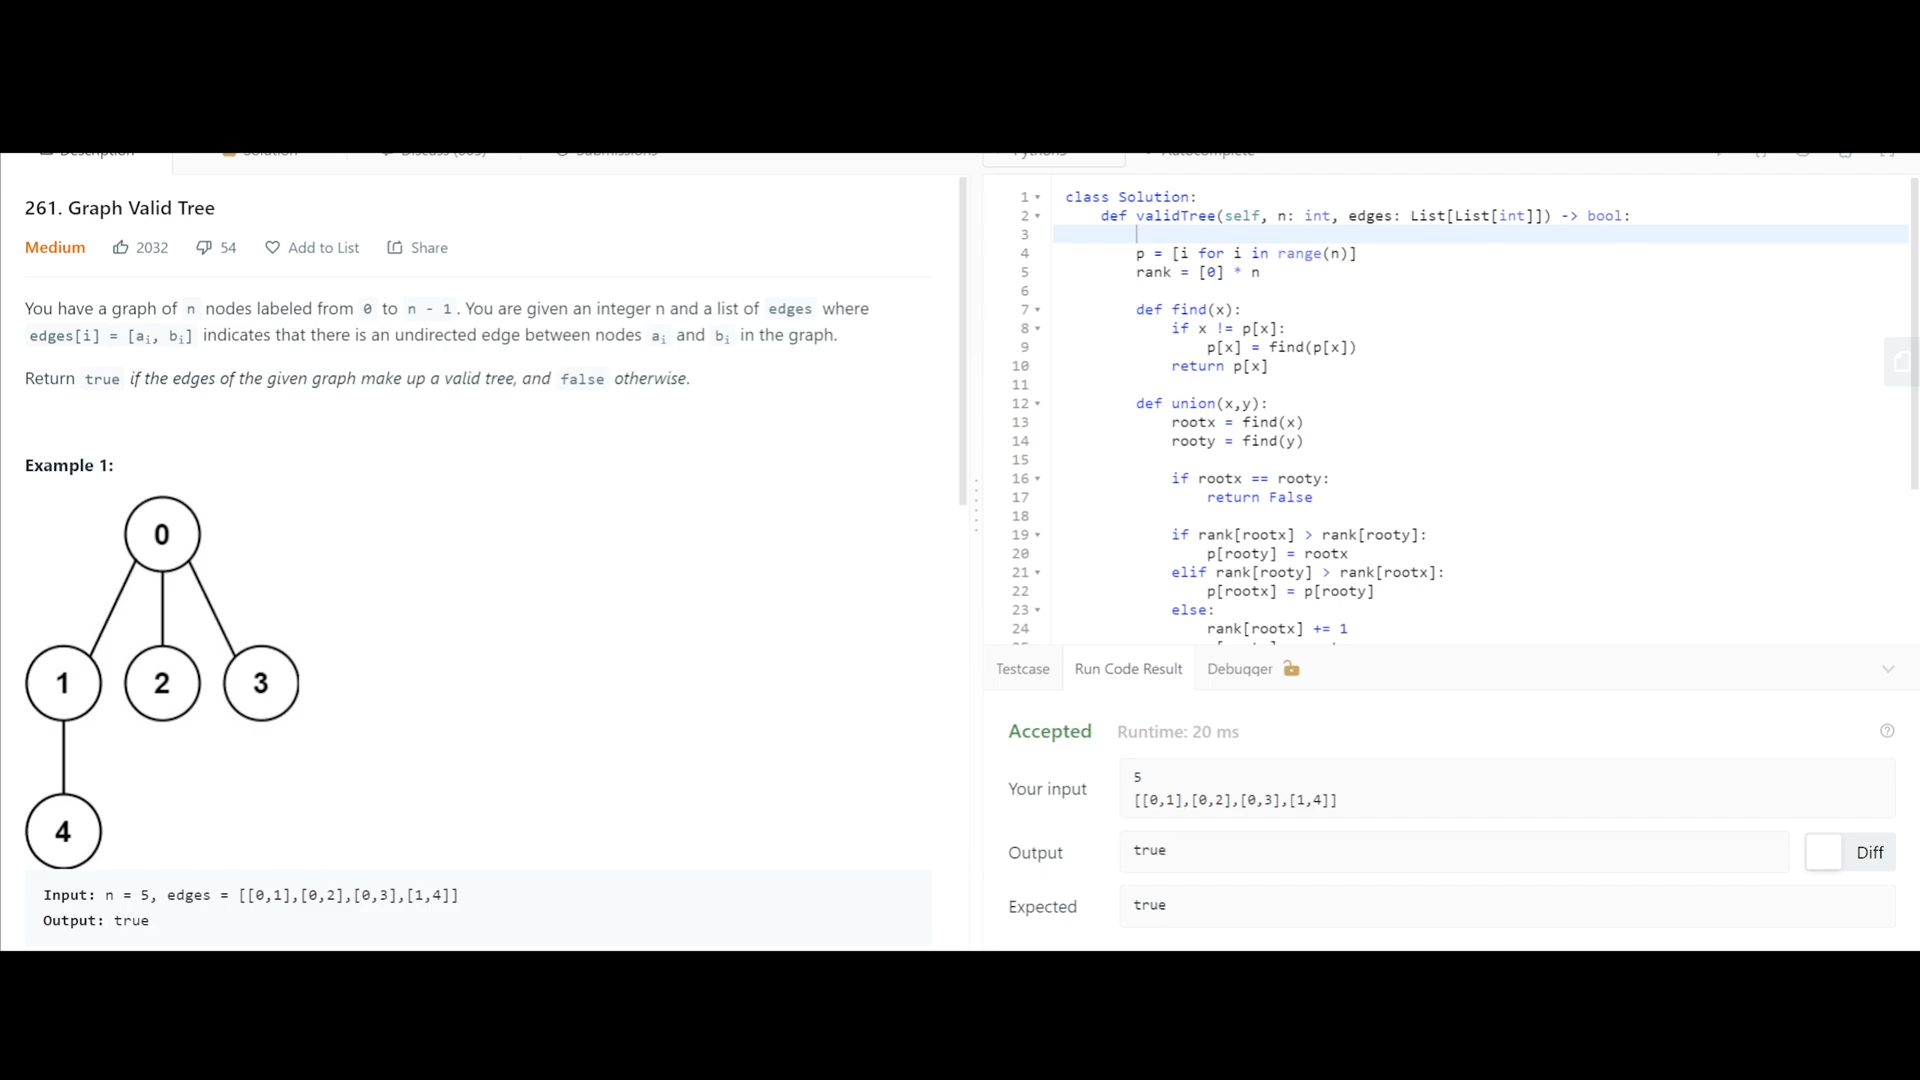 Description Solution Discuss Submissions
261. Graph Valid Tree
Medium 2032 54 Add to List Share
You have a graph of n nodes labeled from 0 to n - 1. You are given an integer n and a list of edges where
edges[i] = [ai, bi] indicates that there is an undirected edge between nodes ai and bi in the graph.
Return true if the edges of the given graph make up a valid tree, and false otherwise.
Example 1:
0
1 2 3
4
Input: n = 5, edges = [[0,1],[0,2],[0,3],[1,4]]
Output: true
Autocomplete
1 class Solution:
2 def validTree(self, n: int, edges: List[List[int]]) -> bool:
3
4 p = [i for i in range(n)]
5 rank = [0] * n
6
7 def find(x):
8 if x != p[x]:
9 p[x] = find(p[x])
10 return p[x]
11
12 def union(x,y):
13 rootx = find(x)
14 rooty = find(y)
15
16 if rootx == rooty:
17 return False
18
19 if rank[rootx] > rank[rooty]:
20 p[rooty] = rootx
21 elif rank[rooty] > rank[rootx]:
22 p[rootx] = p[rooty]
23 else:
24 rank[rootx] += 1
Testcase Run Code Result Debugger
Accepted Runtime: 20 ms
Your input
5
[[0,1],[0,2],[0,3],[1,4]]
Output true Diff
Expected true